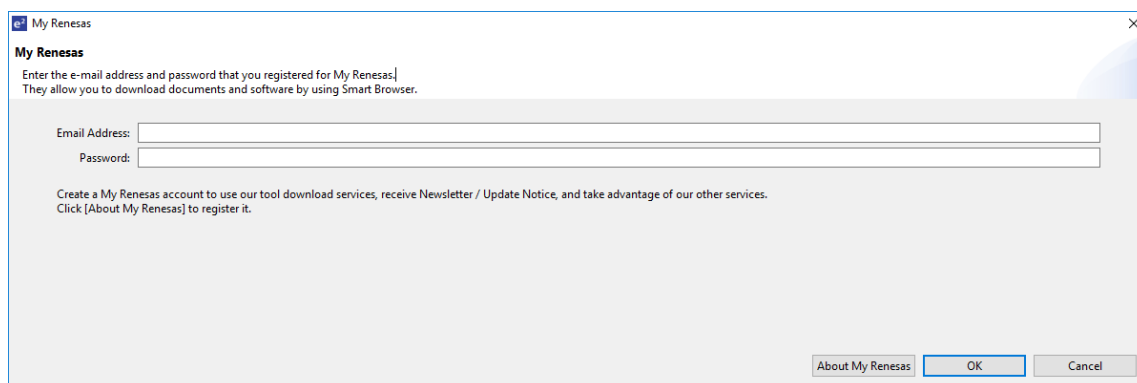 e² My Renesas
My Renesas
Enter the e-mail address and password that you registered for My Renesas.
They allow you to download documents and software by using Smart Browser.
Email Address:
Password:
Create a My Renesas account to use our tool download services, receive Newsletter / Update Notice, and take advantage of our other services.
Click [About My Renesas] to register it.
About My Renesas OK Cancel